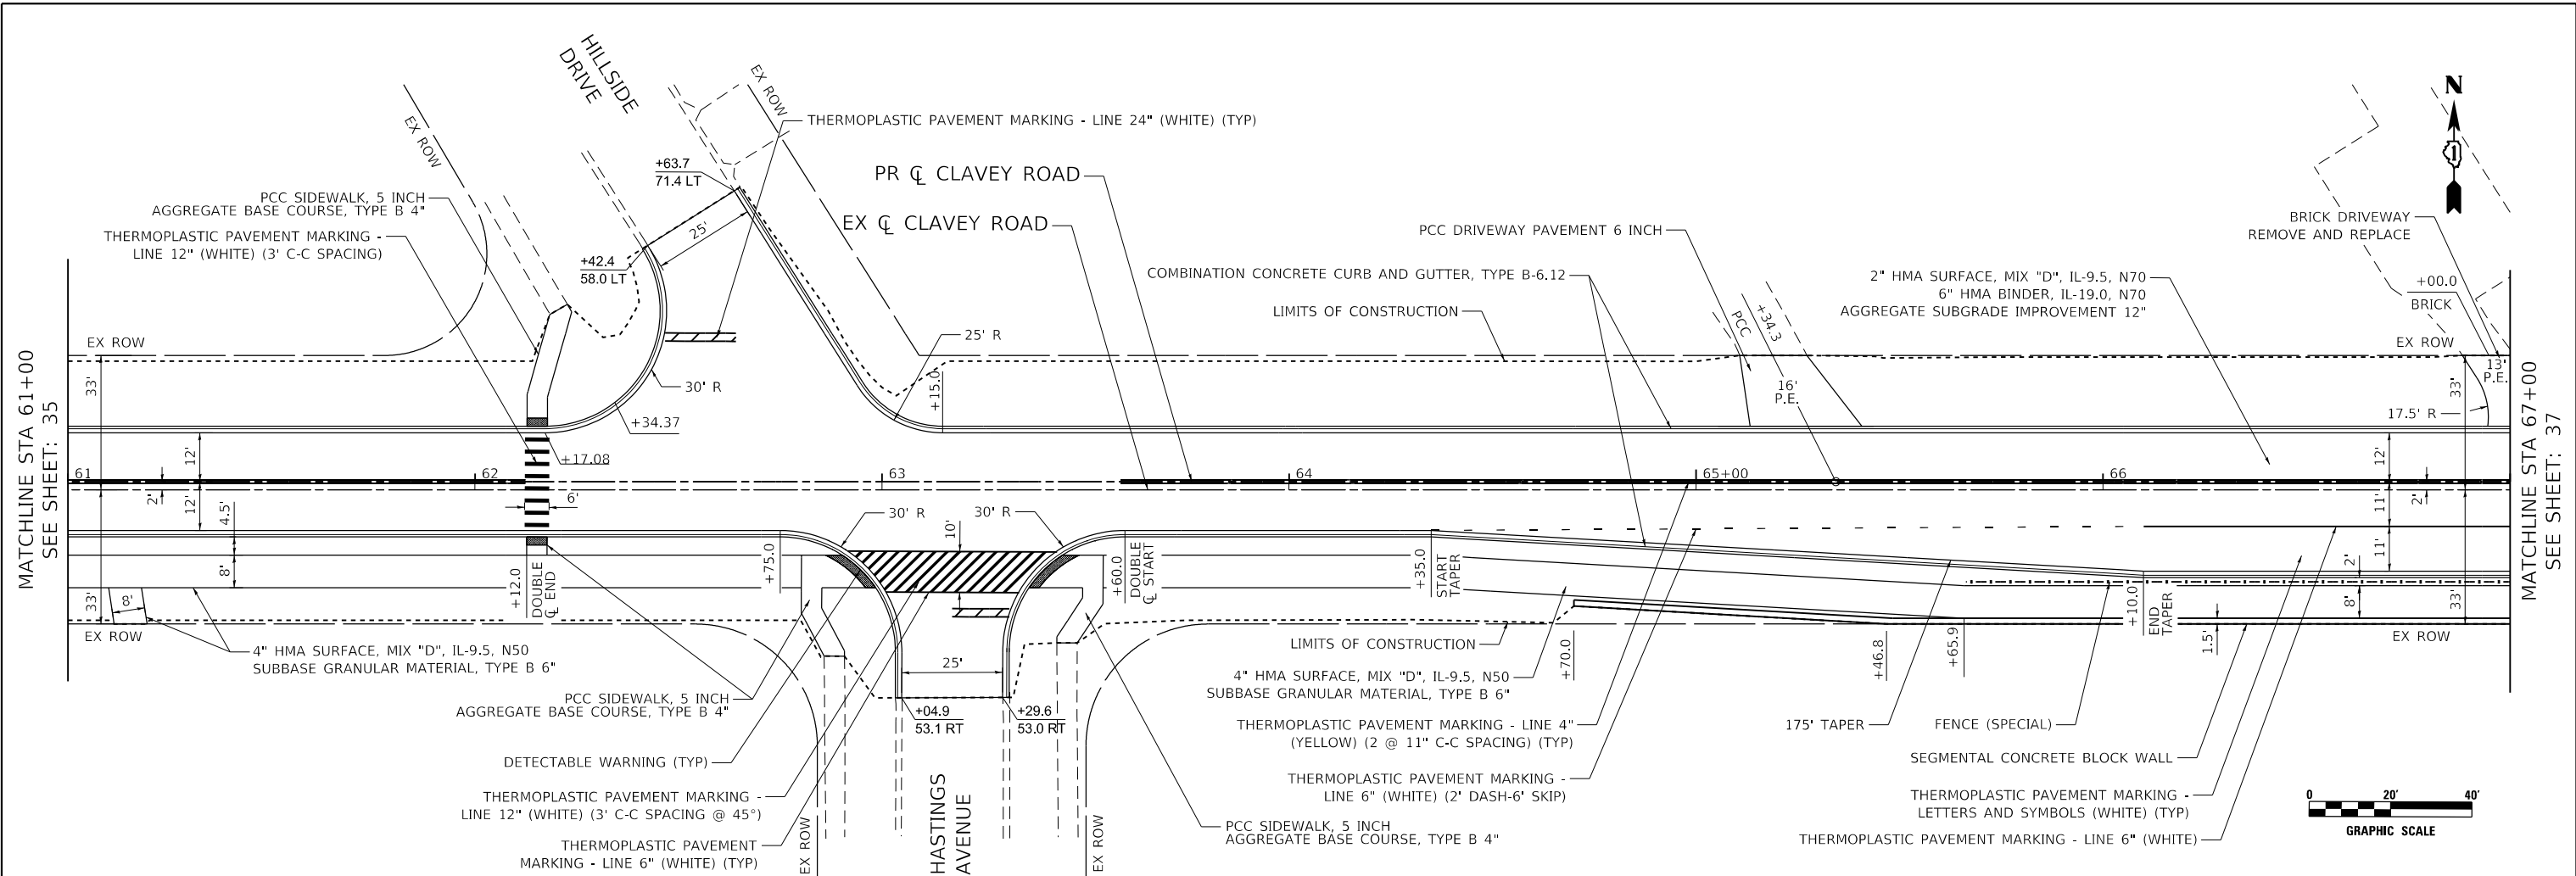 HILLSIDE
DRIVE
EX ROW
EX ROW
THERMOPLASTIC PAVEMENT MARKING - LINE 24" (WHITE) (TYP)
N
1
+63.7
71.4 LT
PR ℄ CLAVEY ROAD
EX ℄ CLAVEY ROAD
PCC SIDEWALK, 5 INCH
AGGREGATE BASE COURSE, TYPE B 4"
THERMOPLASTIC PAVEMENT MARKING -
LINE 12" (WHITE) (3' C-C SPACING)
25'
+42.4
58.0 LT
PCC DRIVEWAY PAVEMENT 6 INCH
COMBINATION CONCRETE CURB AND GUTTER, TYPE B-6.12
LIMITS OF CONSTRUCTION
2" HMA SURFACE, MIX "D", IL-9.5, N70
6" HMA BINDER, IL-19.0, N70
AGGREGATE SUBGRADE IMPROVEMENT 12"
BRICK DRIVEWAY
REMOVE AND REPLACE
+00.0
BRICK
EX ROW
EX ROW
25' R
30' R
+34.37
+15.0
PCC
+34.3
16'
P.E.
13'
P.E.
17.5' R
33'
33'
MATCHLINE STA 61+00
SEE SHEET: 35
MATCHLINE STA 67+00
SEE SHEET: 37
12'
+17.08
12'
61
62
63
64
65+00
66
2'
12'
6'
11'
2'
4.5'
8'
33'
8'
EX ROW
+12.0
DOUBLE
℄ END
+75.0
30' R
30' R
10'
+60.0
DOUBLE
℄ START
+35.0
START
TAPER
11'
2'
8'
33'
+10.0
END
TAPER
1.5'
EX ROW
4" HMA SURFACE, MIX "D", IL-9.5, N50
SUBBASE GRANULAR MATERIAL, TYPE B 6"
25'
LIMITS OF CONSTRUCTION
+70.0
+46.8
+65.9
PCC SIDEWALK, 5 INCH
AGGREGATE BASE COURSE, TYPE B 4"
+04.9
53.1 RT
+29.6
53.0 RT
4" HMA SURFACE, MIX "D", IL-9.5, N50
SUBBASE GRANULAR MATERIAL, TYPE B 6"
THERMOPLASTIC PAVEMENT MARKING - LINE 4"
(YELLOW) (2 @ 11" C-C SPACING) (TYP)
175' TAPER
FENCE (SPECIAL)
SEGMENTAL CONCRETE BLOCK WALL
DETECTABLE WARNING (TYP)
THERMOPLASTIC PAVEMENT MARKING -
LINE 12" (WHITE) (3' C-C SPACING @ 45°)
THERMOPLASTIC PAVEMENT
MARKING - LINE 6" (WHITE) (TYP)
EX ROW
HASTINGS
AVENUE
EX ROW
THERMOPLASTIC PAVEMENT MARKING -
LINE 6" (WHITE) (2' DASH-6' SKIP)
PCC SIDEWALK, 5 INCH
AGGREGATE BASE COURSE, TYPE B 4"
THERMOPLASTIC PAVEMENT MARKING -
LETTERS AND SYMBOLS (WHITE) (TYP)
THERMOPLASTIC PAVEMENT MARKING - LINE 6" (WHITE)
0 20' 40'
GRAPHIC SCALE